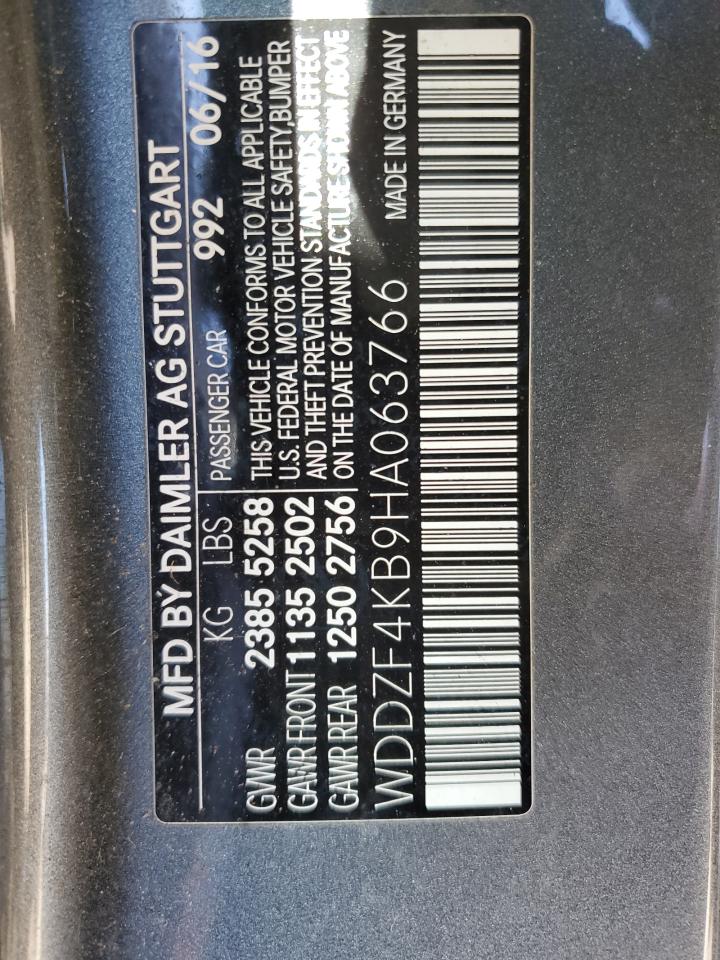 MFD BY DAIMLER AG STUTTGART
KG LBS PASSENGER CAR 992 06/16
GVWR 2385 5258
GAWR FRONT 1135 2502
GAWR REAR 1250 2756
THIS VEHICLE CONFORMS TO ALL APPLICABLE
U.S. FEDERAL MOTOR VEHICLE SAFETY,BUMPER
AND THEFT PREVENTION STANDARDS IN EFFECT
ON THE DATE OF MANUFACTURE SHOWN ABOVE
WDDZF4KB9HA063766 MADE IN GERMANY